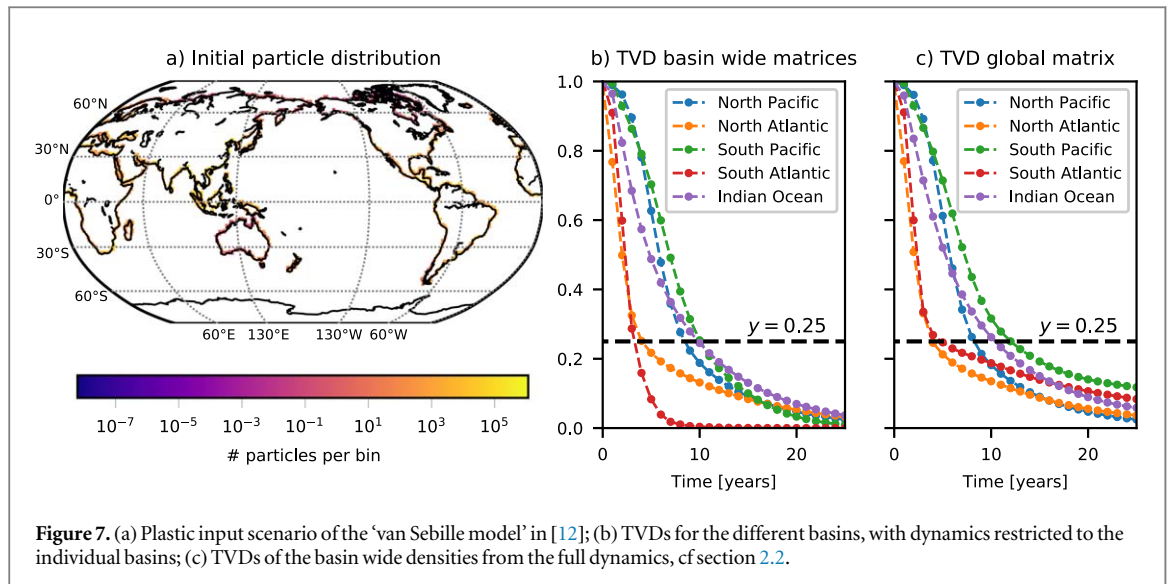 a) Initial particle distribution
60°N
30°N
0°
30°S
60°S
60°E 130°E 130°W 60°W
10⁻⁷ 10⁻⁵ 10⁻³ 10⁻¹ 10¹ 10³ 10⁵
# particles per bin
b) TVD basin wide matrices
1.0
0.8
0.6
0.4
0.2
0.0
North Pacific
North Atlantic
South Pacific
South Atlantic
Indian Ocean
y = 0.25
0 10 20
Time [years]
c) TVD global matrix
North Pacific
North Atlantic
South Pacific
South Atlantic
Indian Ocean
y = 0.25
0 10 20
Time [years]
Figure 7. (a) Plastic input scenario of the ‘van Sebille model’ in [12]; (b) TVDs for the different basins, with dynamics restricted to the
individual basins; (c) TVDs of the basin wide densities from the full dynamics, cf section 2.2.